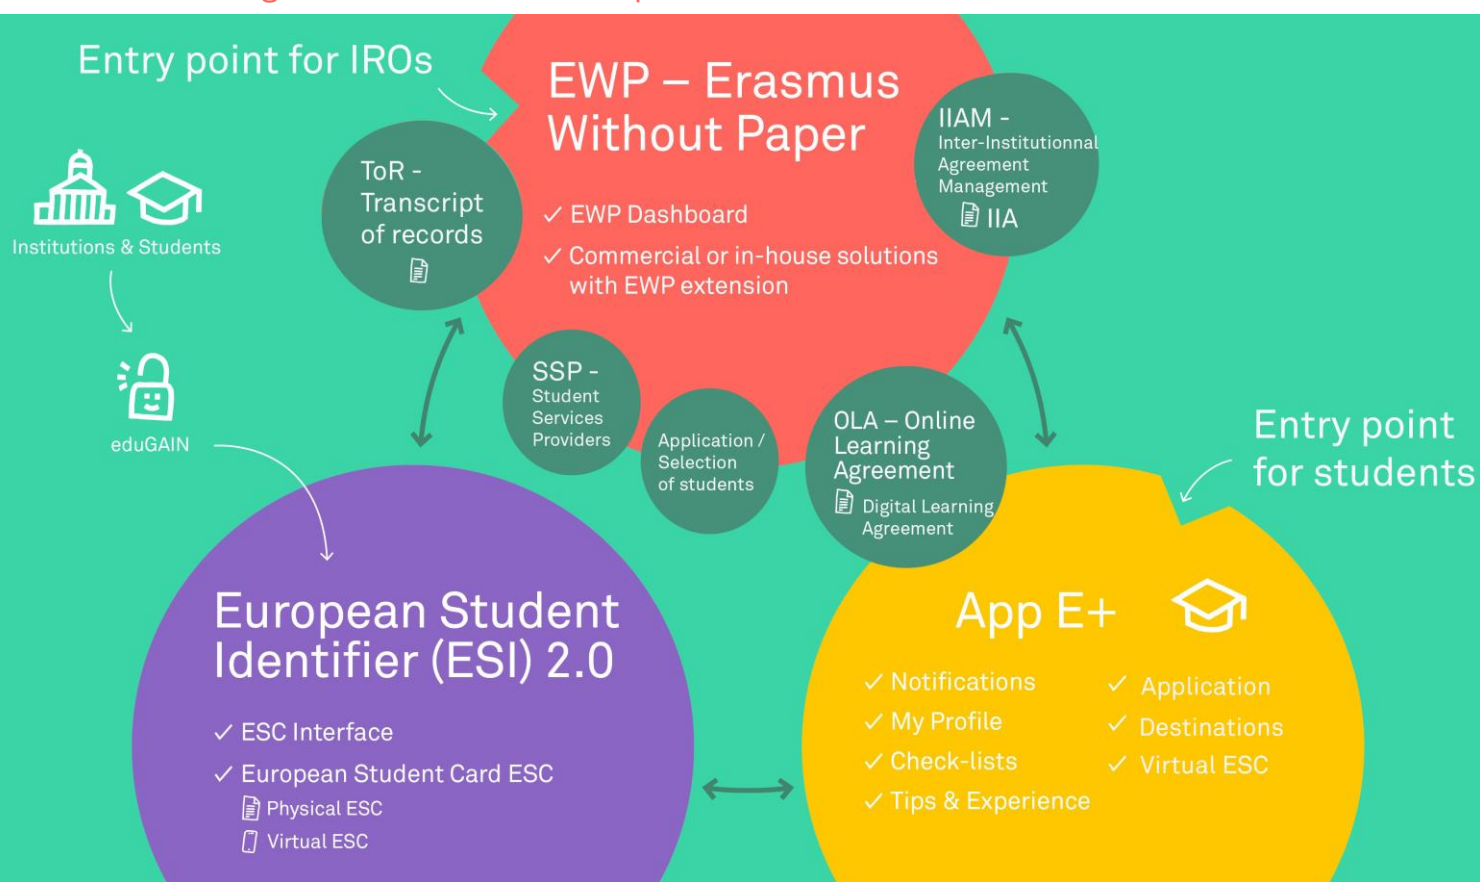 Entry point for IROs
EWP – Erasmus
Without Paper
✓ EWP Dashboard
✓ Commercial or in-house solutions
with EWP extension
IIAM -
Inter-Institutionnal
Agreement
Management
IIA
ToR -
Transcript
of records
Institutions & Students
eduGAIN
SSP -
Student
Services
Providers
Application /
Selection
of students
OLA – Online
Learning
Agreement
Digital Learning
Agreement
Entry point
for students
European Student
Identifier (ESI) 2.0
✓ ESC Interface
✓ European Student Card ESC
Physical ESC
Virtual ESC
App E+
✓ Notifications
✓ My Profile
✓ Check-lists
✓ Tips & Experience
✓ Application
✓ Destinations
✓ Virtual ESC